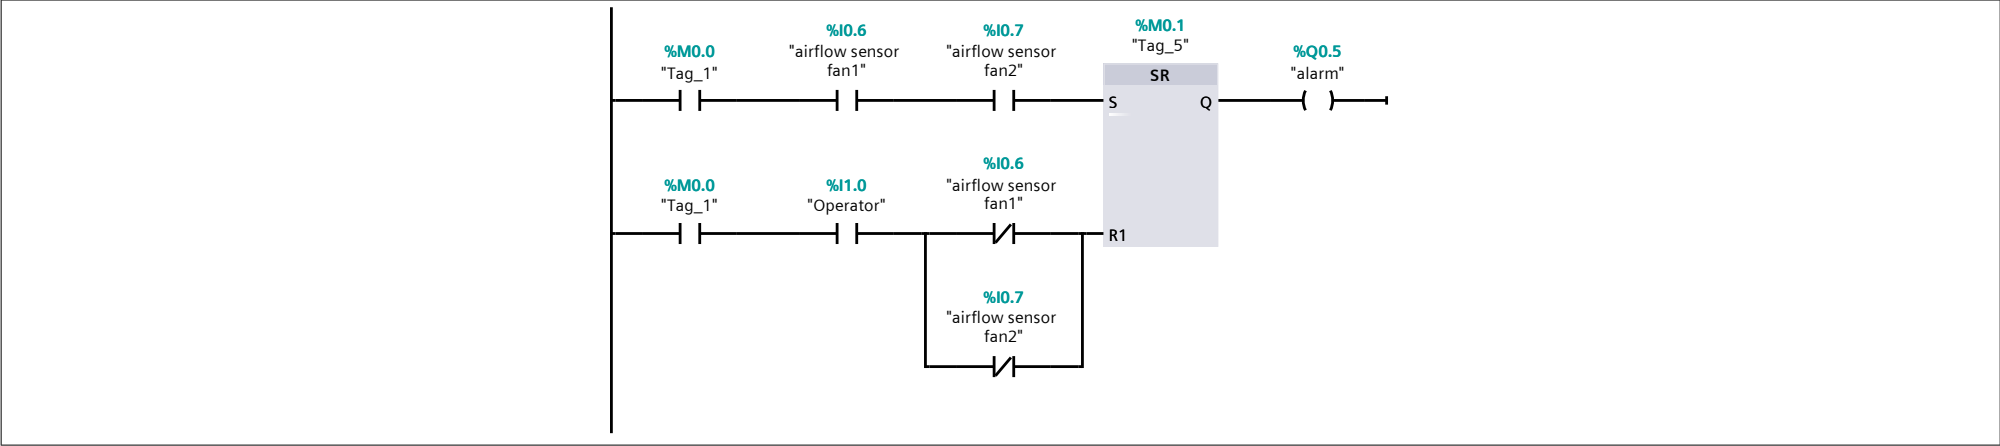 %M0.0
"Tag_1"
%I0.6
"airflow sensor
fan1"
%I0.7
"airflow sensor
fan2"
%M0.1
"Tag_5"
SR
S
Q
%Q0.5
"alarm"
%M0.0
"Tag_1"
%I1.0
"Operator"
%I0.6
"airflow sensor
fan1"
R1
%I0.7
"airflow sensor
fan2"